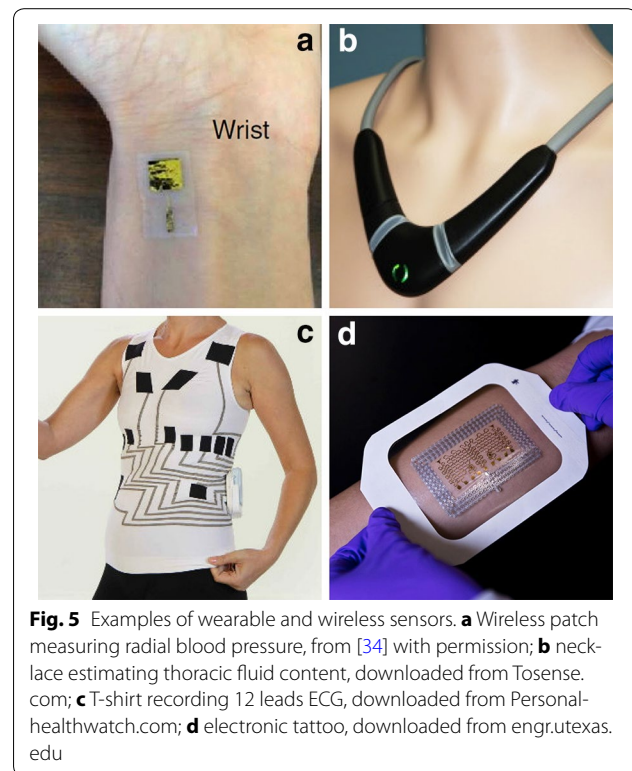 a
b
Wrist
c
d
Fig. 5 Examples of wearable and wireless sensors. a Wireless patch
measuring radial blood pressure, from [34] with permission; b neck-
lace estimating thoracic fluid content, downloaded from Tosense.
com; c T-shirt recording 12 leads ECG, downloaded from Personal-
healthwatch.com; d electronic tattoo, downloaded from engr.utexas.
edu